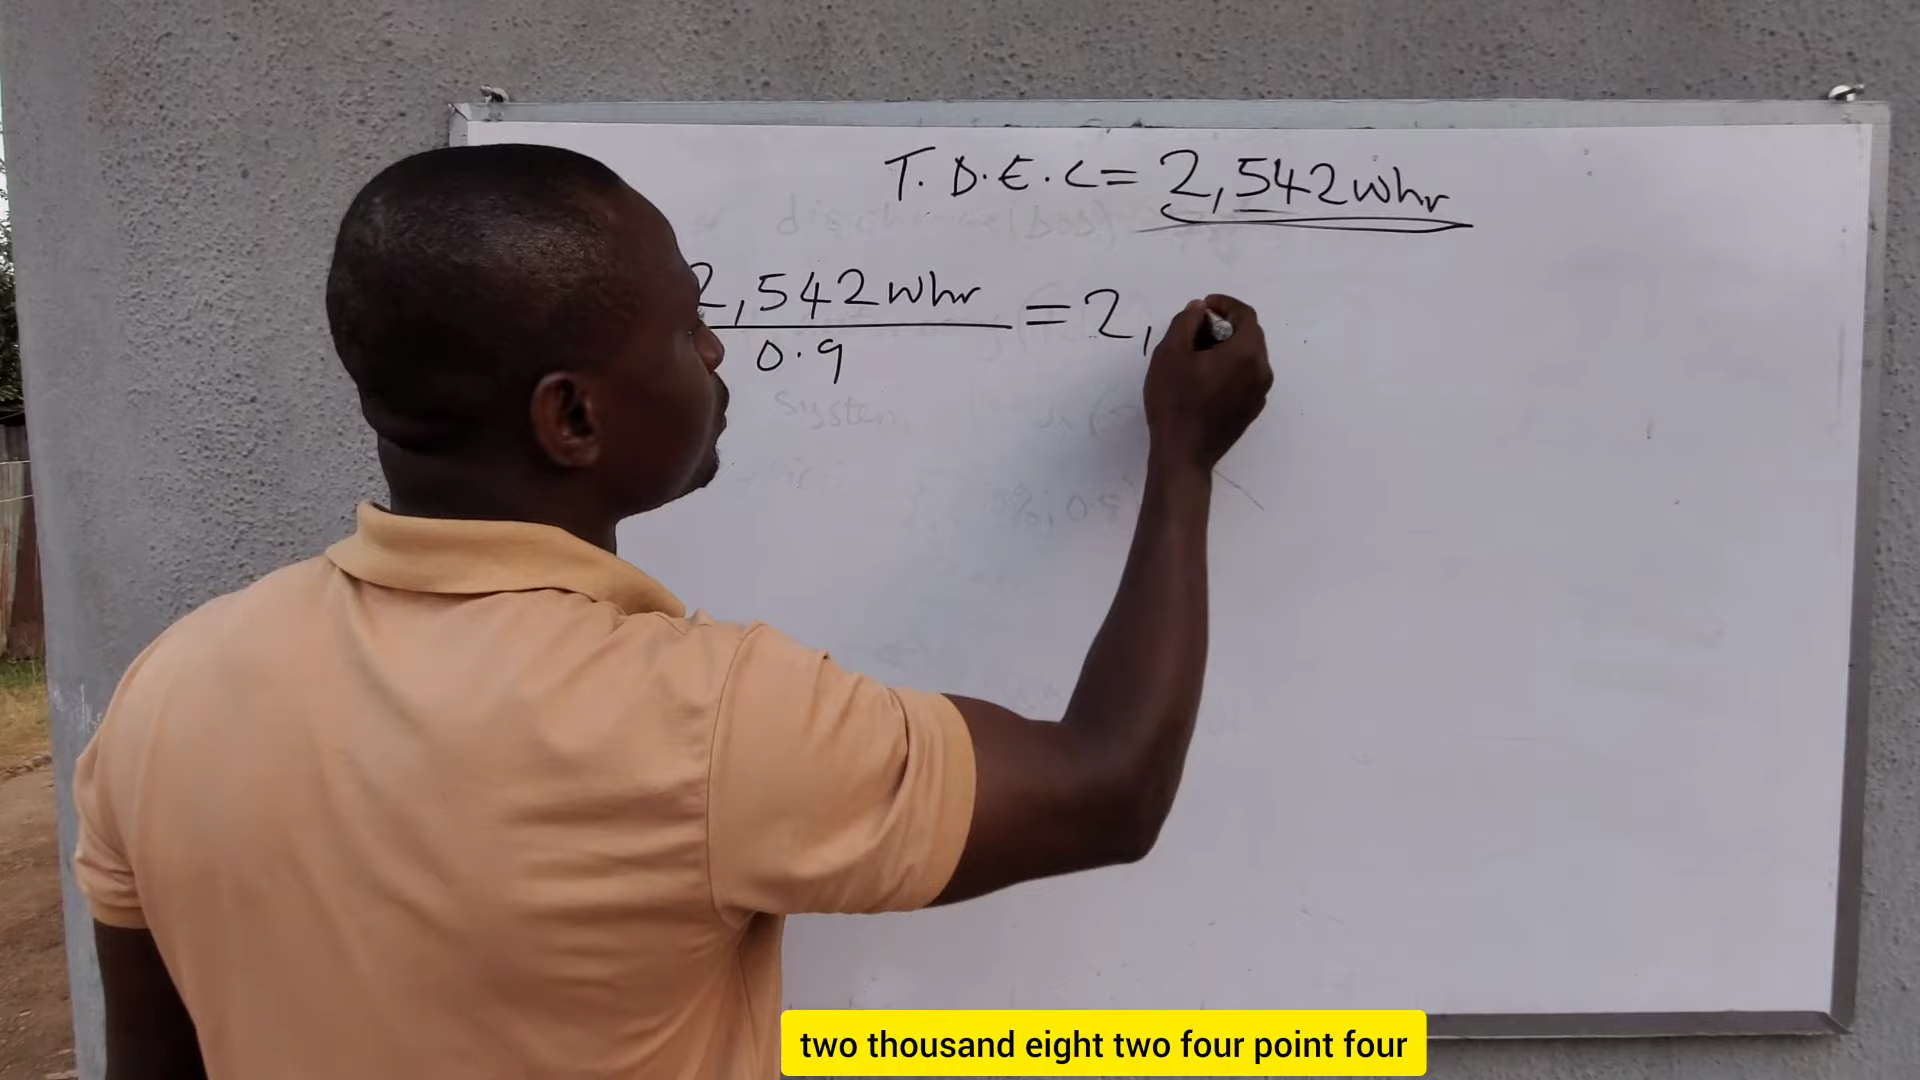 T.D.E.C = 2,542whr
2,542whr = 2,
0.9
two thousand eight two four point four